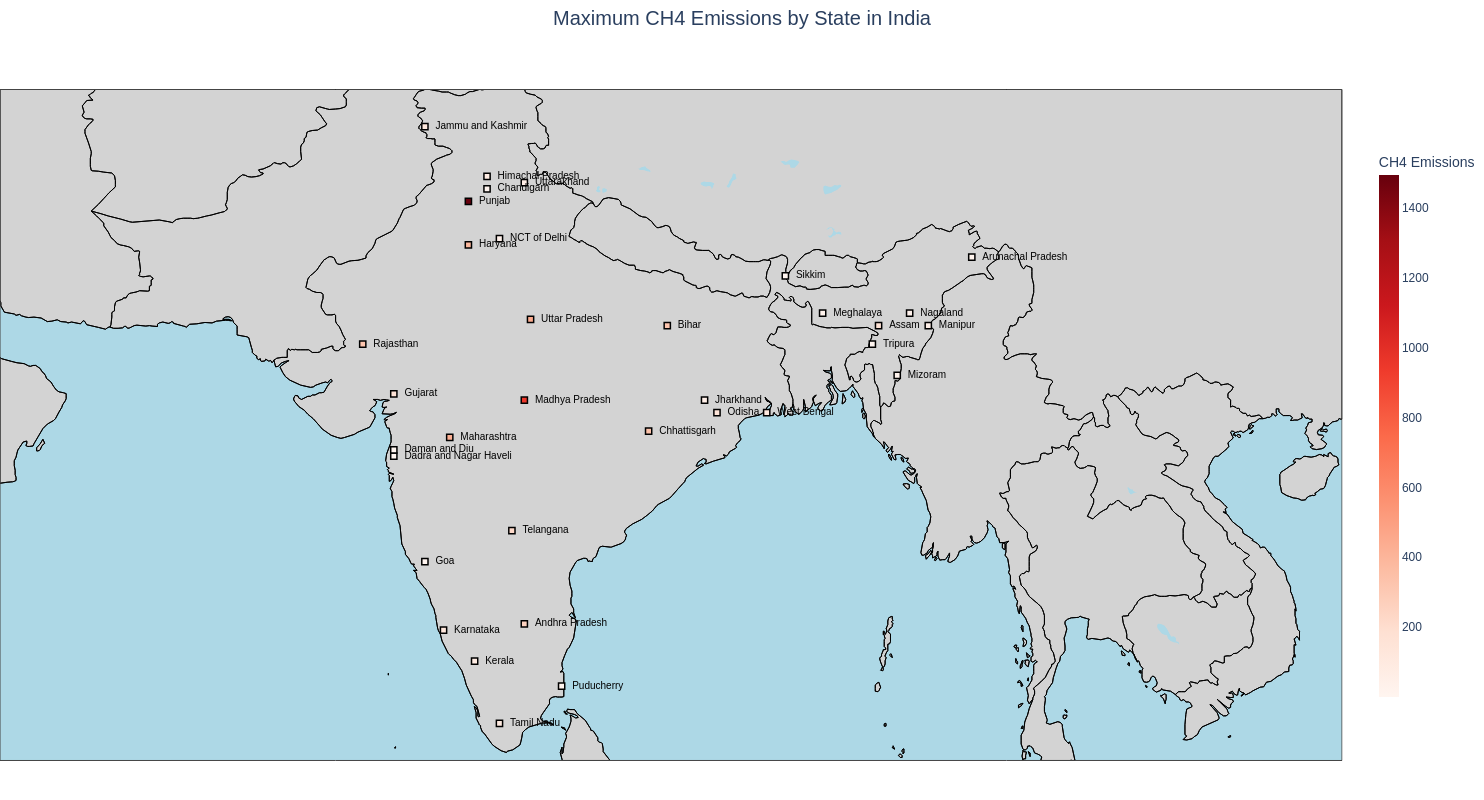 Maximum CH4 Emissions by State in India
Jammu and Kashmir
Himachal Pradesh
Uttarakhand
Chandigarh
Punjab
NCT of Delhi
Haryana
Arunachal Pradesh
Sikkim
Meghalaya
Nagaland
Uttar Pradesh
Bihar
Assam
Manipur
Rajasthan
Tripura
Mizoram
Gujarat
Madhya Pradesh
Jharkhand
Odisha
West Bengal
Chhattisgarh
Maharashtra
Daman and Diu
Dadra and Nagar Haveli
Telangana
Goa
Andhra Pradesh
Karnataka
Kerala
Puducherry
Tamil Nadu
CH4 Emissions
1400
1200
1000
800
600
400
200